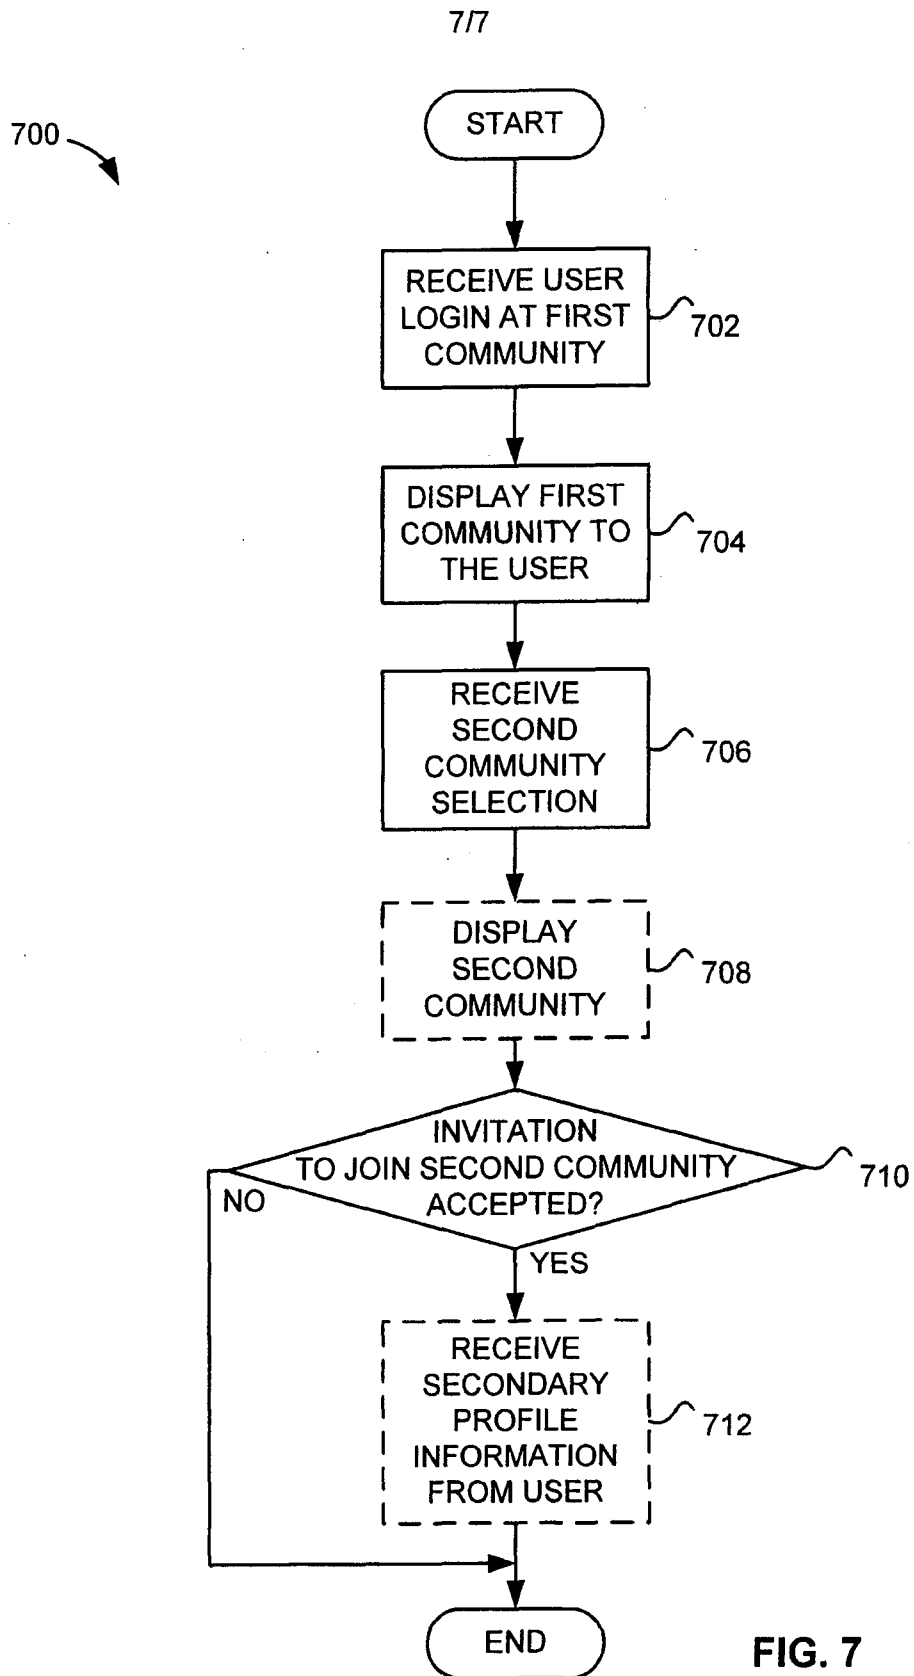 7/7
START
700
RECEIVE USER
LOGIN AT FIRST
COMMUNITY
702
DISPLAY FIRST
COMMUNITY TO
THE USER
704
RECEIVE
SECOND
COMMUNITY
SELECTION
706
DISPLAY
SECOND
COMMUNITY
708
INVITATION
TO JOIN SECOND COMMUNITY
ACCEPTED?
710
NO
YES
RECEIVE
SECONDARY
PROFILE
INFORMATION
FROM USER
712
END
FIG. 7